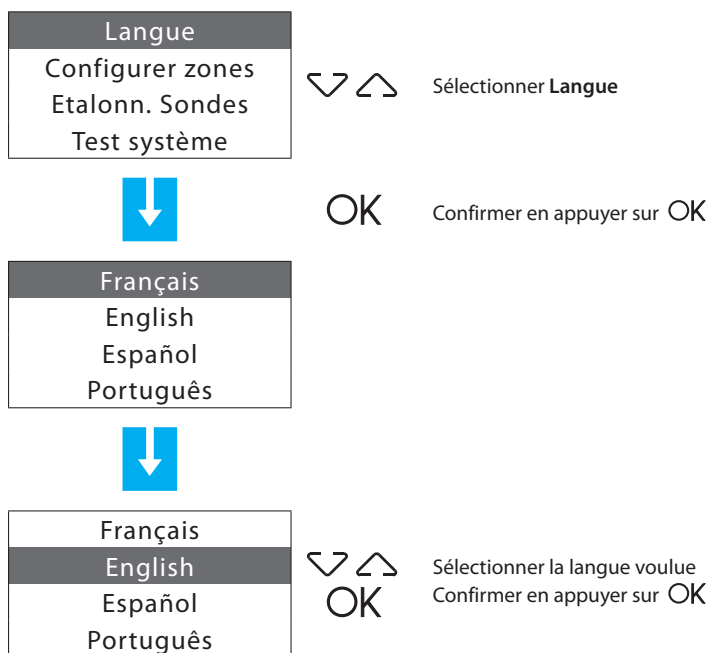 Langue
Configurer zones
Etalonn. Sondes
Test système
Sélectionner Langue
OK
Confirmer en appuyer sur OK
Français
English
Español
Português
Français
English
Español
Português
OK
Sélectionner la langue voulue
Confirmer en appuyer sur OK